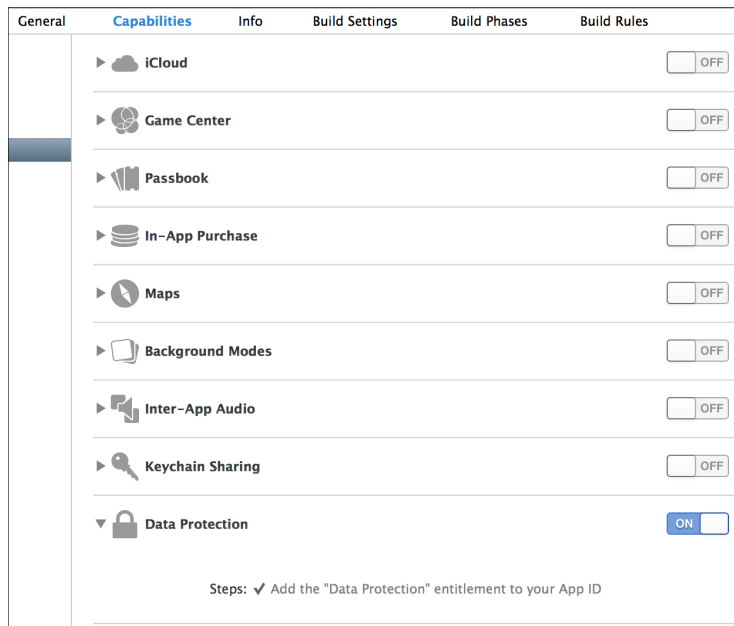 General Capabilities Info Build Settings Build Phases Build Rules
iCloud OFF
Game Center OFF
Passbook OFF
In-App Purchase OFF
Maps OFF
Background Modes OFF
Inter-App Audio OFF
Keychain Sharing OFF
Data Protection ON
Steps: ✔ Add the "Data Protection" entitlement to your App ID